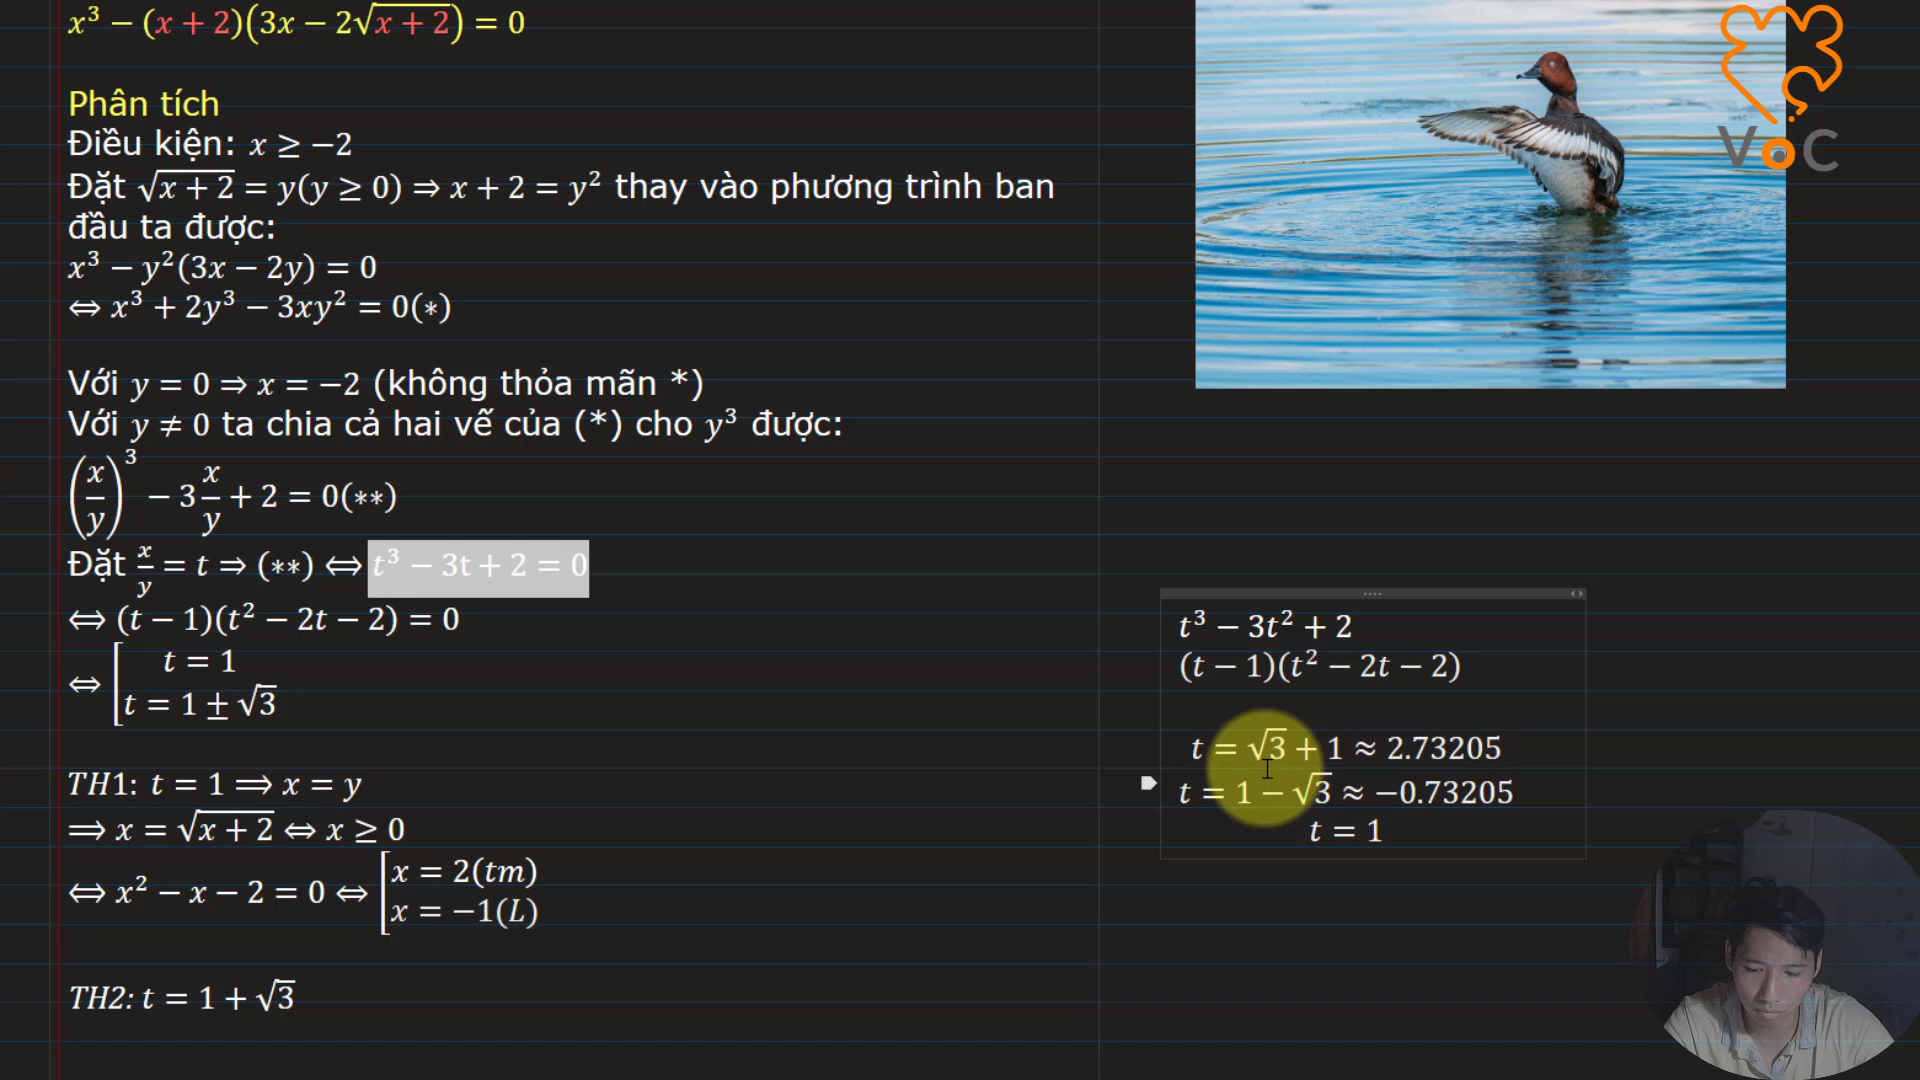 x³ − (x + 2)(3x − 2√(x + 2)) = 0
Phân tích
Điều kiện: x ≥ −2
Đặt √(x + 2) = y(y ≥ 0) ⇒ x + 2 = y² thay vào phương trình ban
đầu ta được:
x³ − y²(3x − 2y) = 0
⇔ x³ + 2y³ − 3xy² = 0(∗)
Với y = 0 ⇒ x = −2 (không thỏa mãn *)
Với y ≠ 0 ta chia cả hai vế của (*) cho y³ được:
(x/y)³ − 3 x/y + 2 = 0(∗∗)
Đặt x/y = t ⇒ (∗∗) ⇔ t³ − 3t + 2 = 0
⇔ (t − 1)(t² − 2t − 2) = 0
⇔ [ t = 1
t = 1 ± √3
TH1: t = 1 ⟹ x = y
⟹ x = √(x + 2) ⇔ x ≥ 0
⇔ x² − x − 2 = 0 ⇔ [ x = 2(tm)
x = −1(L)
TH2: t = 1 + √3
VoC
t³ − 3t² + 2
(t − 1)(t² − 2t − 2)
t = √3 + 1 ≈ 2.73205
t = 1 − √3 ≈ −0.73205
t = 1